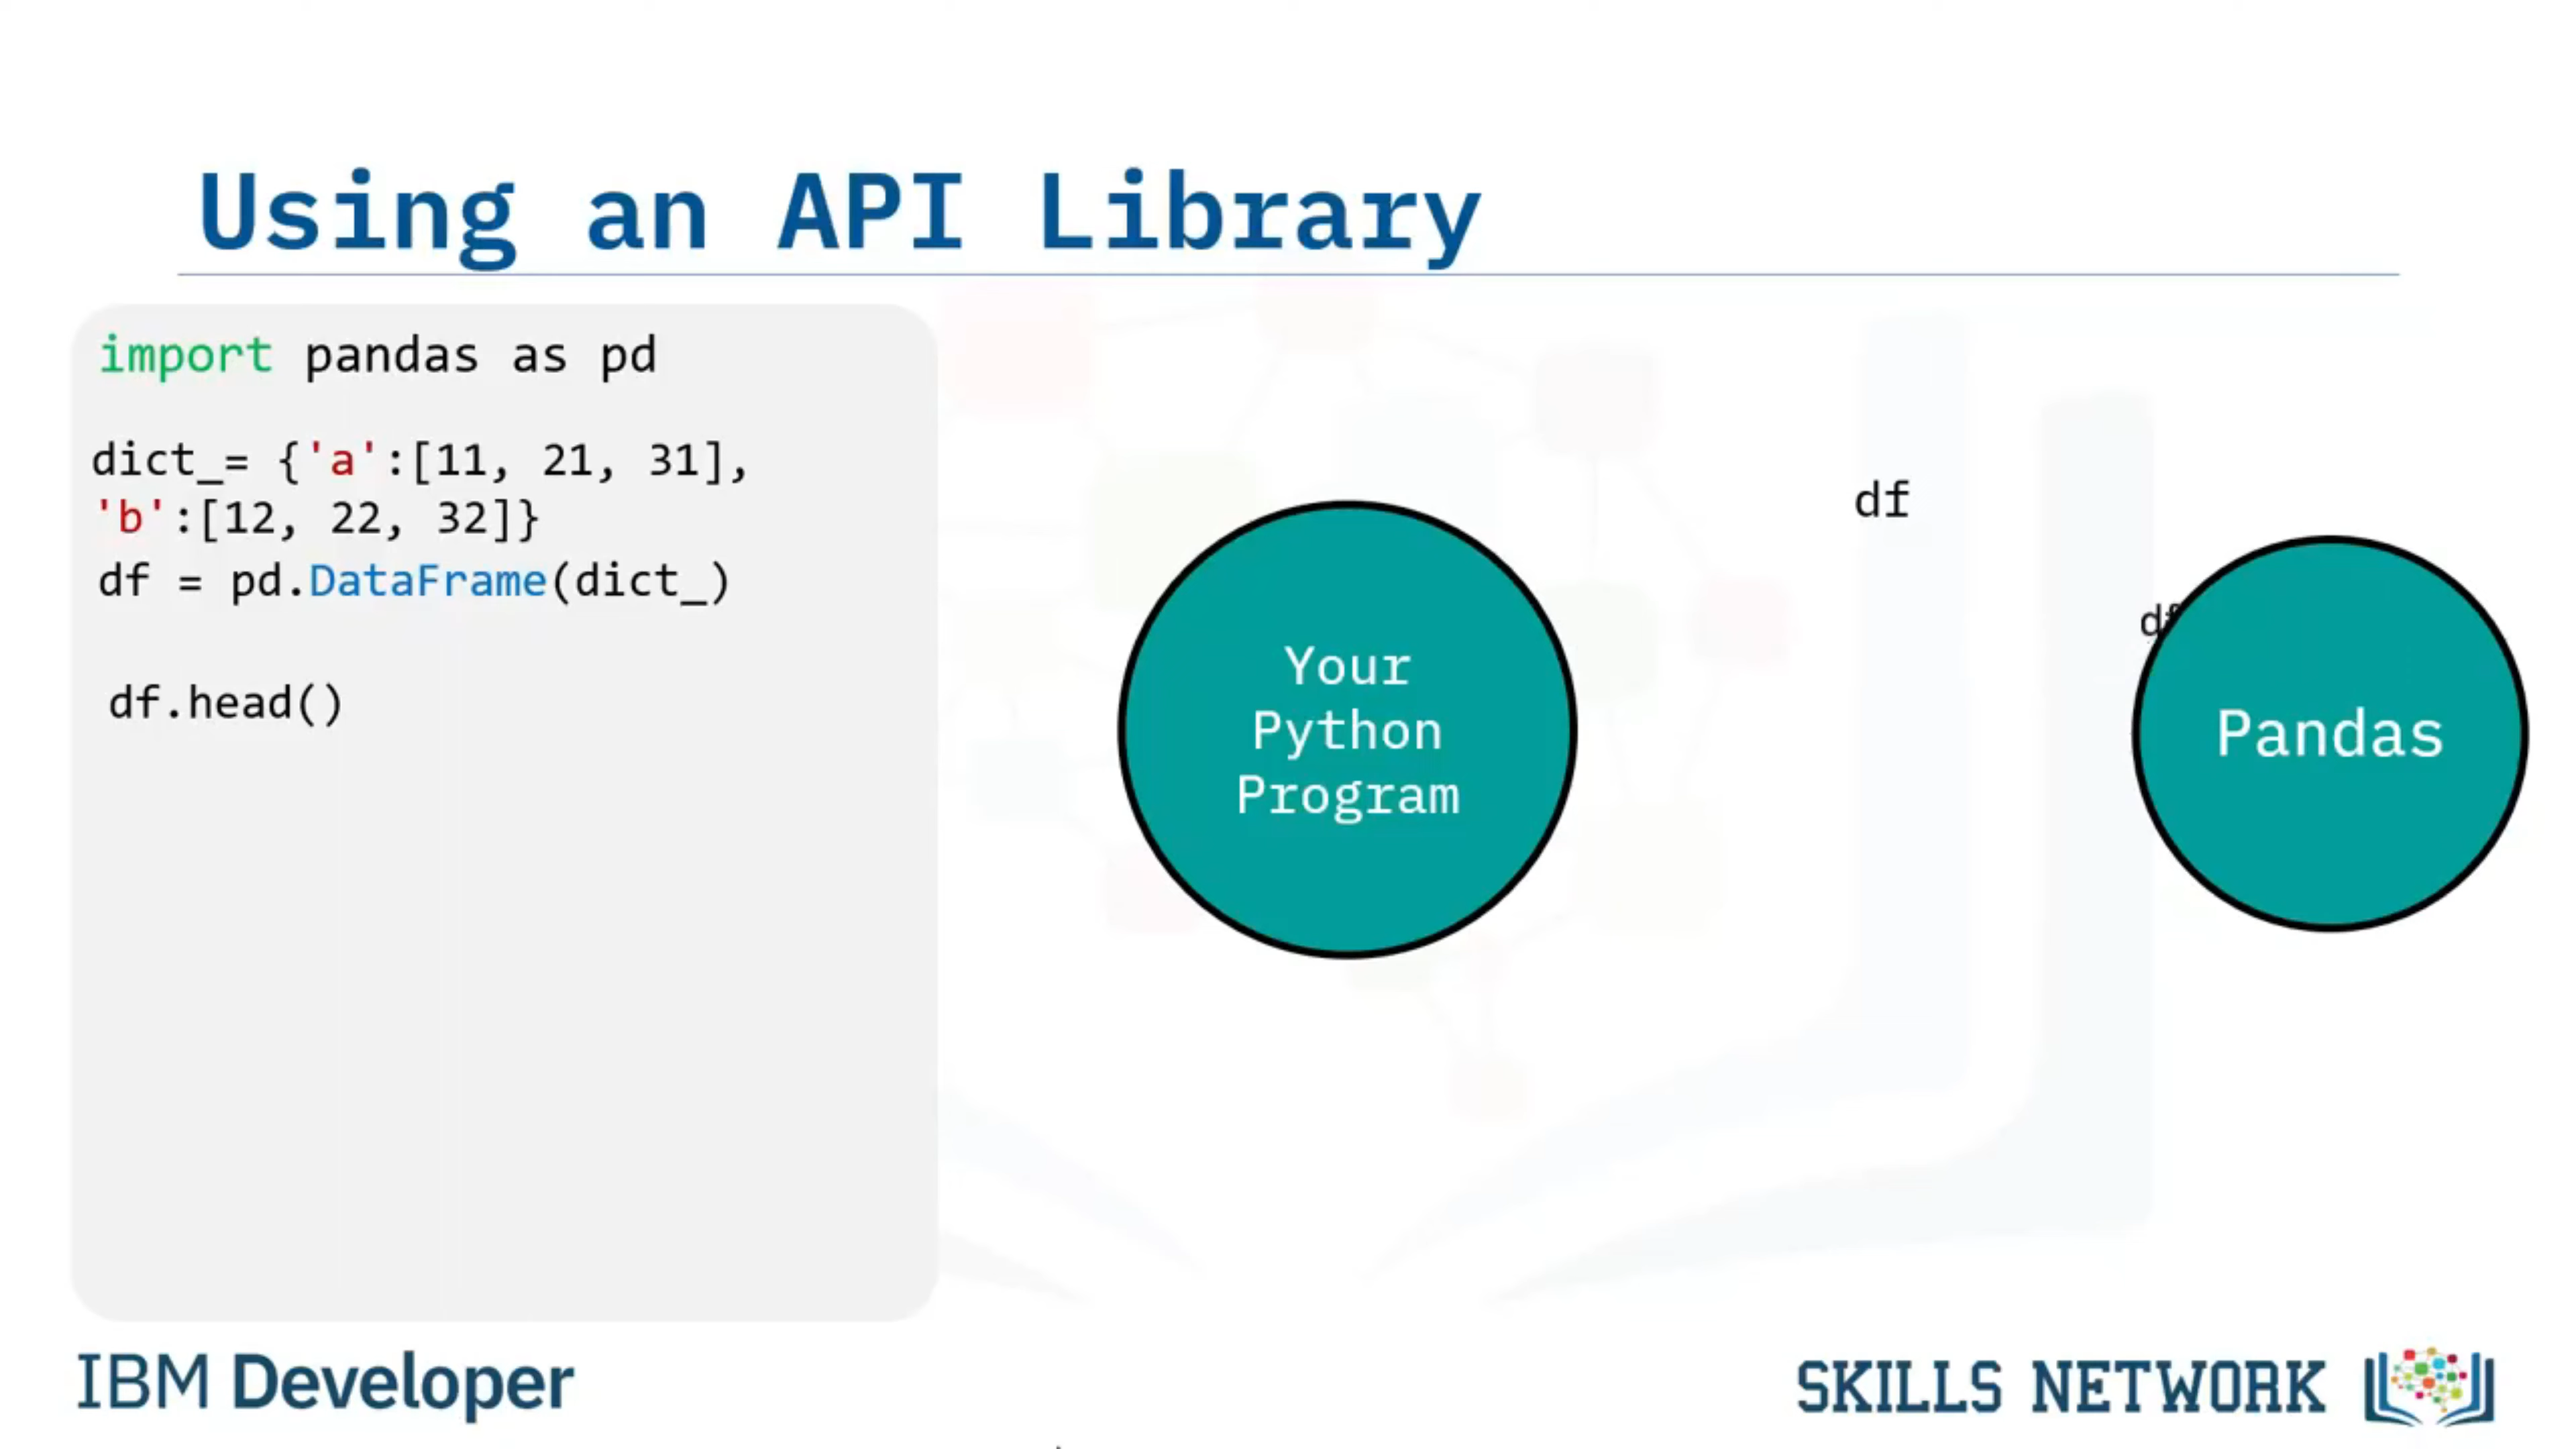 Using an API Library
import pandas as pd
dict_= {'a':[11, 21, 31],
'b':[12, 22, 32]}
df = pd.DataFrame(dict_)
df.head()
Your
Python
Program
df
df
Pandas
IBM Developer
SKILLS NETWORK